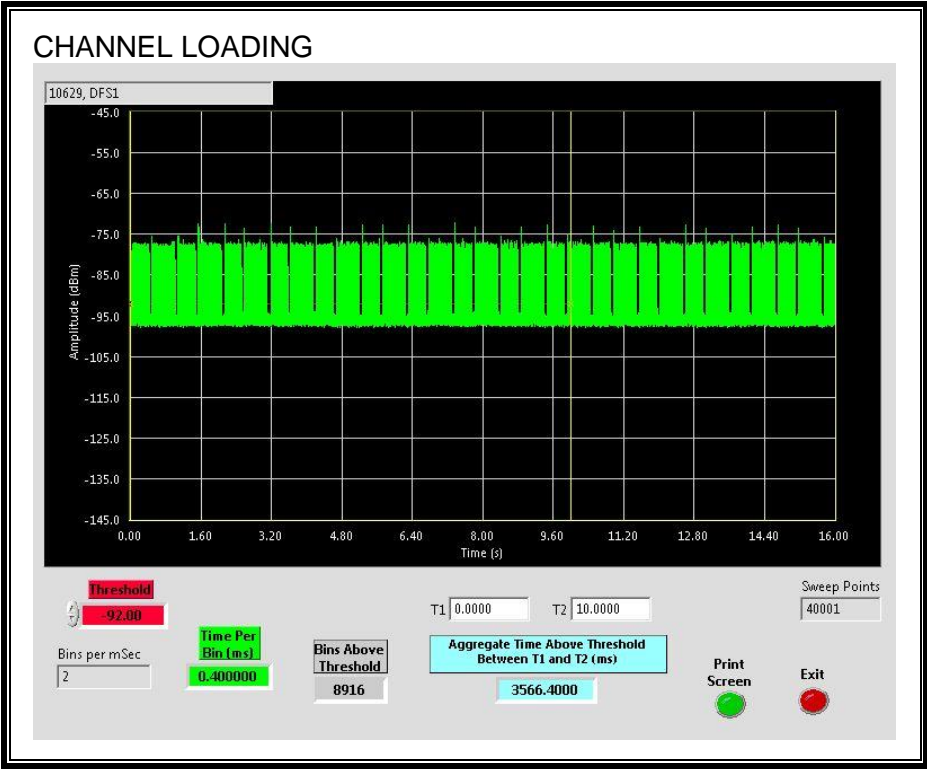 CHANNEL LOADING
10629, DFS1
-45.0
-55.0
-65.0
-75.0
-85.0
-95.0
-105.0
-115.0
-125.0
-135.0
-145.0
Amplitude (dBm)
0.00 1.60 3.20 4.80 6.40 8.00 9.60 11.20 12.80 14.40 16.00
Time (s)
Threshold
-92.00
Bins per mSec
2
Time Per
Bin (ms)
0.400000
Bins Above
Threshold
8916
T1 0.0000 T2 10.0000
Aggregate Time Above Threshold
Between T1 and T2 (ms)
3566.4000
Sweep Points
40001
Print
Screen
Exit